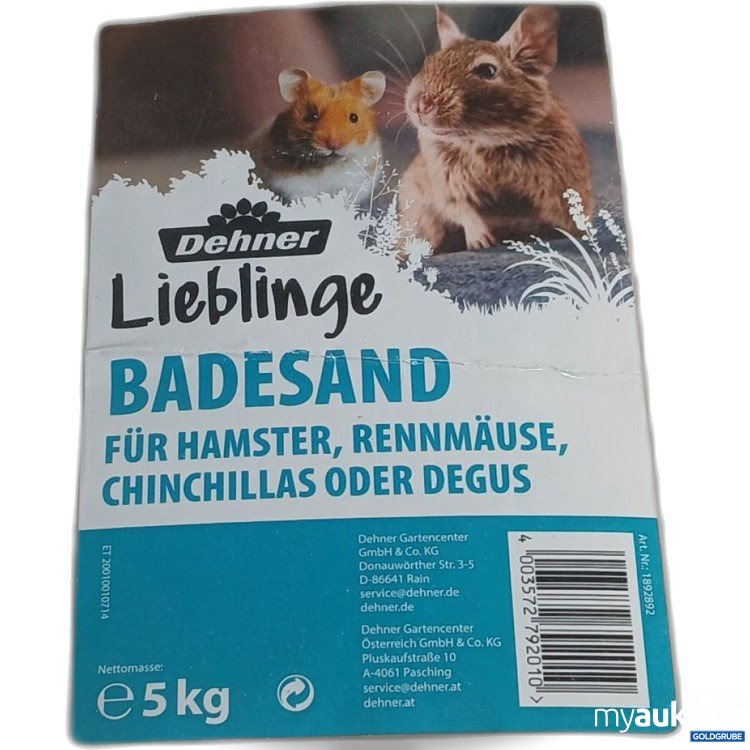 Dehner
Lieblinge
BADESAND
FÜR HAMSTER, RENNMÄUSE,
CHINCHILLAS ODER DEGUS
ET 20010010714
Nettomasse:
℮ 5 kg
Dehner Gartencenter
GmbH & Co. KG
Donauwörther Str. 3-5
D-86641 Rain
service@dehner.de
dehner.de
Dehner Gartencenter
Österreich GmbH & Co. KG
Pluskaufstraße 10
A-4061 Pasching
service@dehner.at
dehner.at
4 003572 792010 >
Art. Nr.: 1892892
myauk
GOLDGRUBE